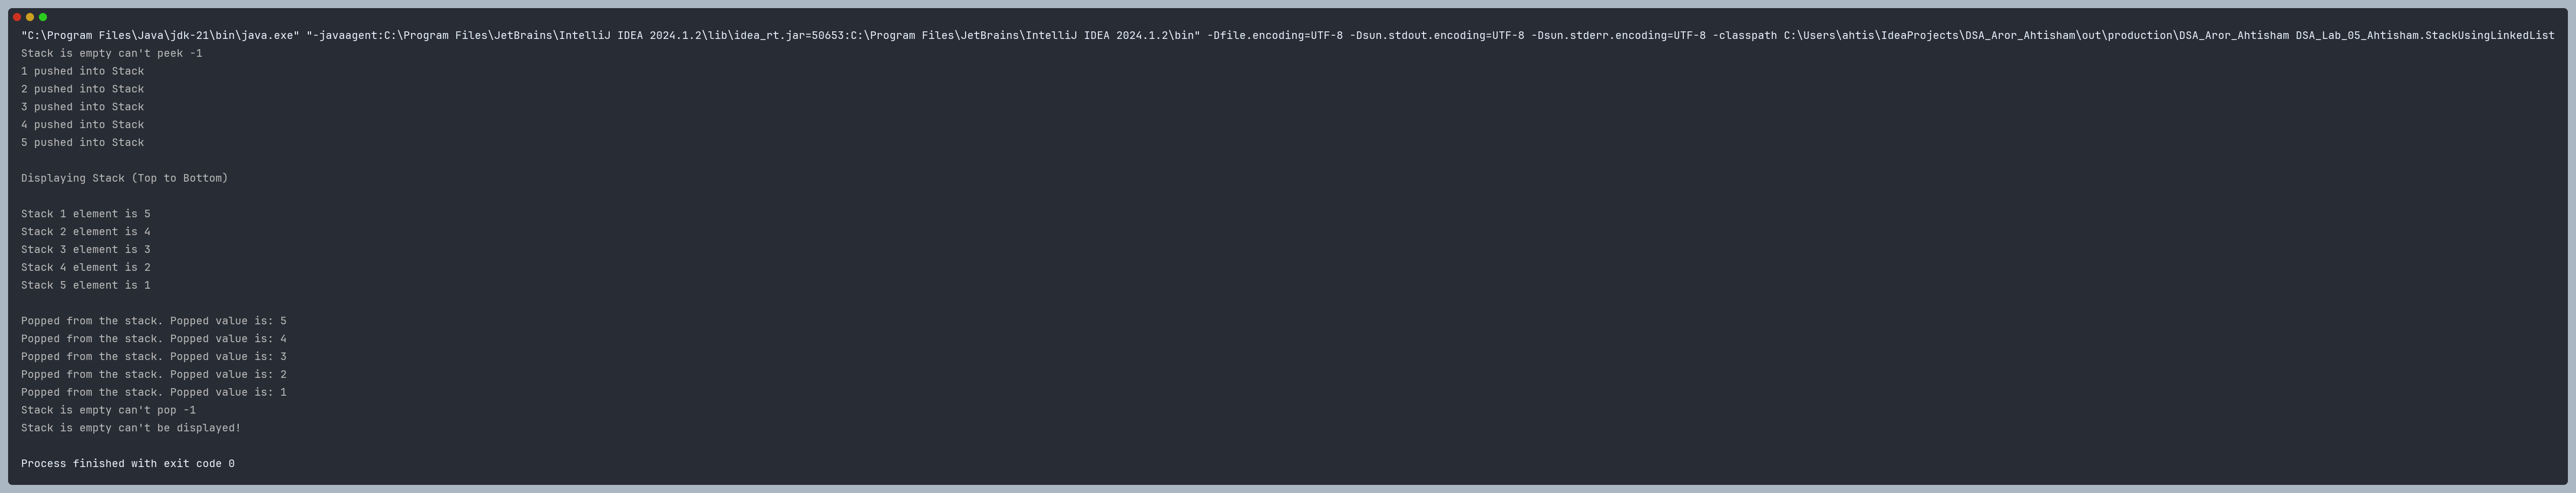 "C:\Program Files\Java\jdk-21\bin\java.exe" "-javaagent:C:\Program Files\JetBrains\IntelliJ IDEA 2024.1.2\lib\idea_rt.jar=50653:C:\Program Files\JetBrains\IntelliJ IDEA 2024.1.2\bin" -Dfile.encoding=UTF-8 -Dsun.stdout.encoding=UTF-8 -Dsun.stderr.encoding=UTF-8 -classpath C:\Users\ahtis\IdeaProjects\DSA_Aror_Ahtisham\out\production\DSA_Aror_Ahtisham DSA_Lab_05_Ahtisham.StackUsingLinkedList
Stack is empty can't peek -1
1 pushed into Stack
2 pushed into Stack
3 pushed into Stack
4 pushed into Stack
5 pushed into Stack
Displaying Stack (Top to Bottom)
Stack 1 element is 5
Stack 2 element is 4
Stack 3 element is 3
Stack 4 element is 2
Stack 5 element is 1
Popped from the stack. Popped value is: 5
Popped from the stack. Popped value is: 4
Popped from the stack. Popped value is: 3
Popped from the stack. Popped value is: 2
Popped from the stack. Popped value is: 1
Stack is empty can't pop -1
Stack is empty can't be displayed!
Process finished with exit code 0